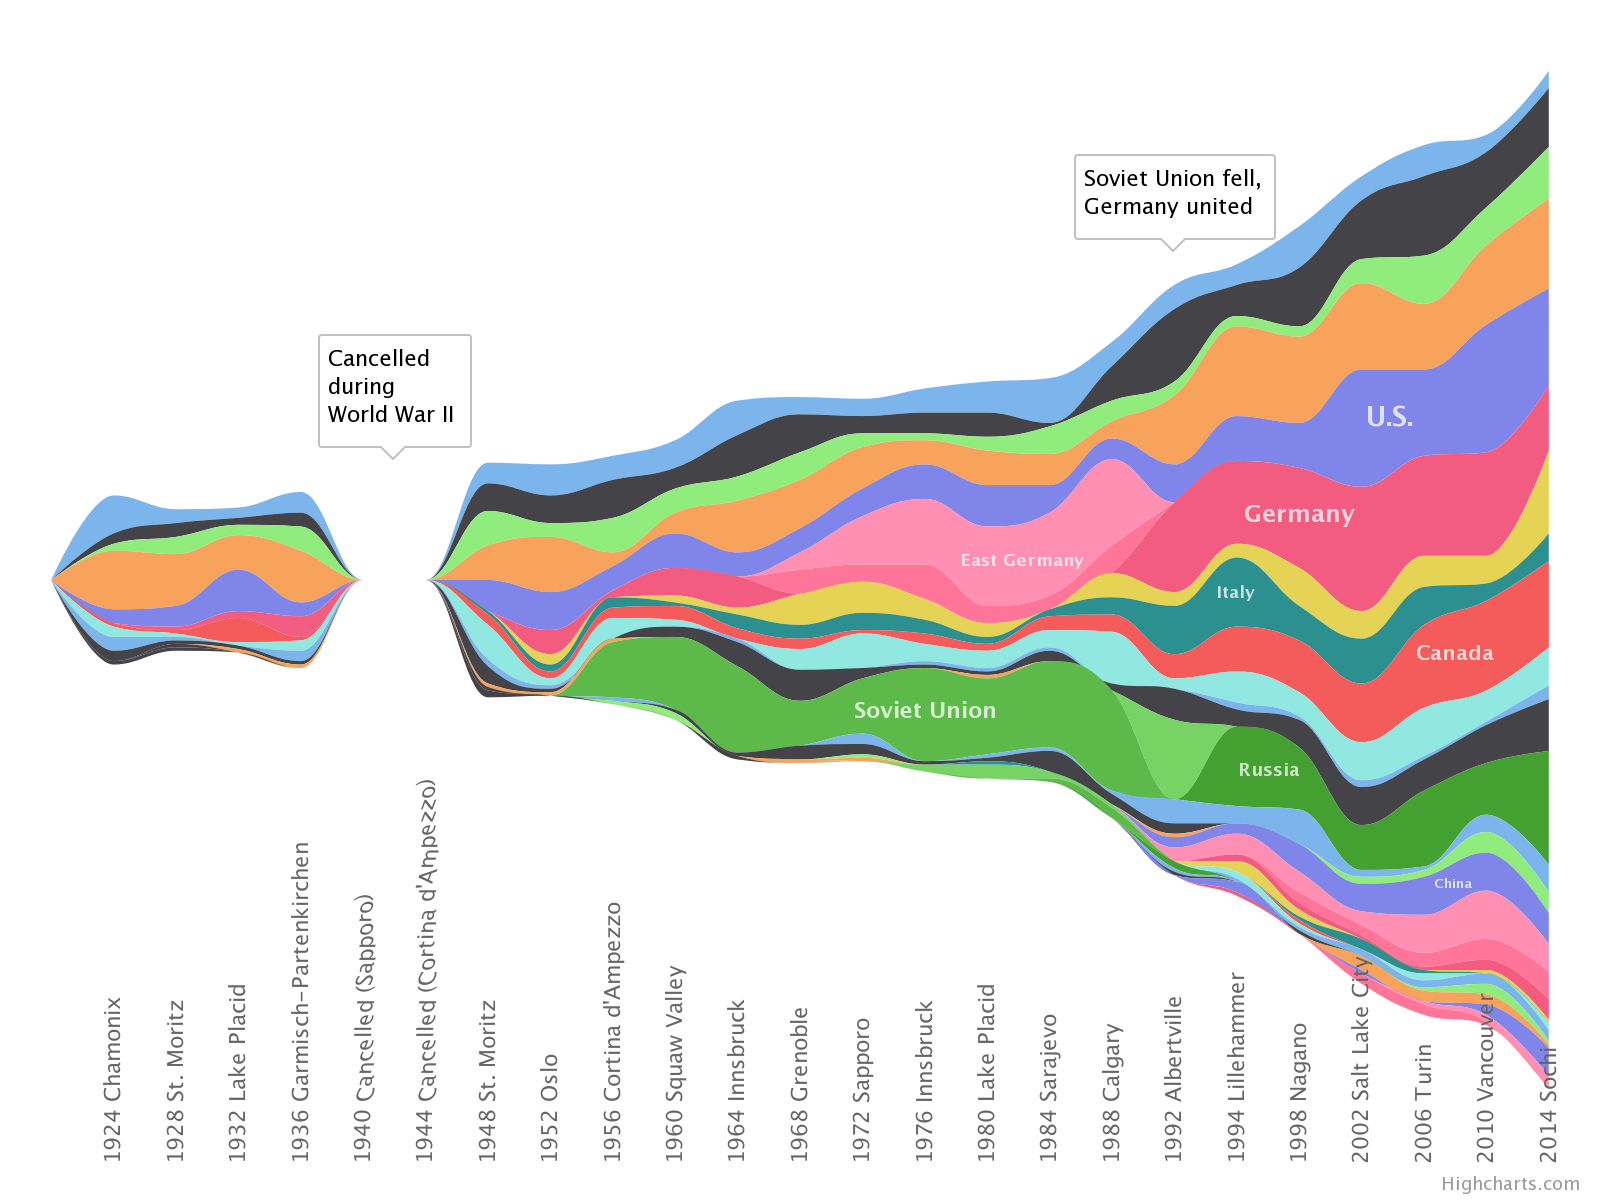 Soviet Union fell,
Germany united
Cancelled
during
World War II
U.S.
Germany
East Germany
Italy
Canada
Soviet Union
Russia
China
1924 Chamonix
1928 St. Moritz
1932 Lake Placid
1936 Garmisch-Partenkirchen
1940 Cancelled (Sapporo)
1944 Cancelled (Cortina d'Ampezzo)
1948 St. Moritz
1952 Oslo
1956 Cortina d'Ampezzo
1960 Squaw Valley
1964 Innsbruck
1968 Grenoble
1972 Sapporo
1976 Innsbruck
1980 Lake Placid
1984 Sarajevo
1988 Calgary
1992 Albertville
1994 Lillehammer
1998 Nagano
2002 Salt Lake City
2006 Turin
2010 Vancouver
2014 Sochi
Highcharts.com